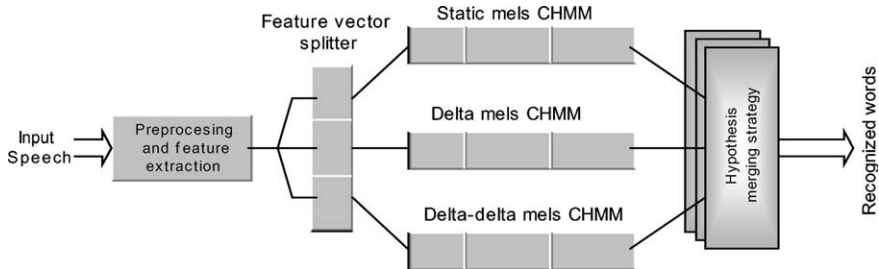 Static mels CHMM
Feature vector
splitter
Delta mels CHMM
Input
Speech
Preprocesing
and feature
extraction
Delta-delta mels CHMM
Hypothesis
merging strategy
Recognized words